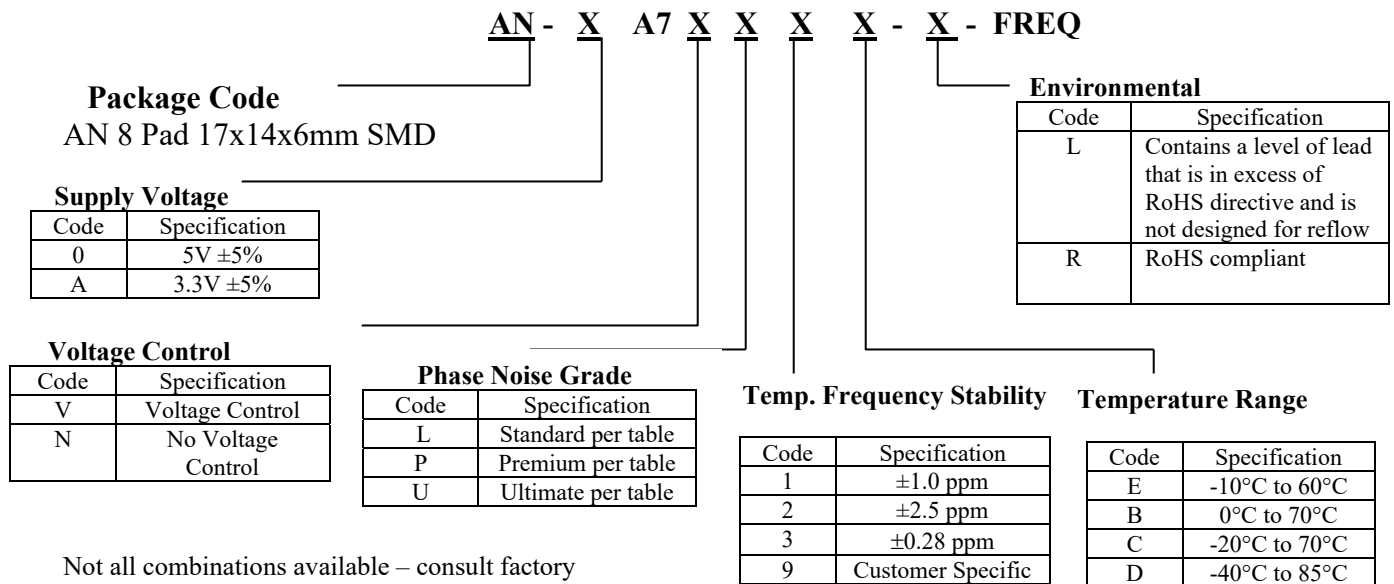 AN - X A7 X X X X - X - FREQ
Package Code
AN 8 Pad 17x14x6mm SMD
Environmental
Code Specification
L Contains a level of lead
that is in excess of
RoHS directive and is
not designed for reflow
R RoHS compliant
Supply Voltage
Code Specification
0 5V ±5%
A 3.3V ±5%
Voltage Control
Code Specification
V Voltage Control
N No Voltage
Control
Phase Noise Grade
Code Specification
L Standard per table
P Premium per table
U Ultimate per table
Temp. Frequency Stability
Code Specification
1 ±1.0 ppm
2 ±2.5 ppm
3 ±0.28 ppm
9 Customer Specific
Temperature Range
Code Specification
E -10°C to 60°C
B 0°C to 70°C
C -20°C to 70°C
D -40°C to 85°C
Not all combinations available – consult factory